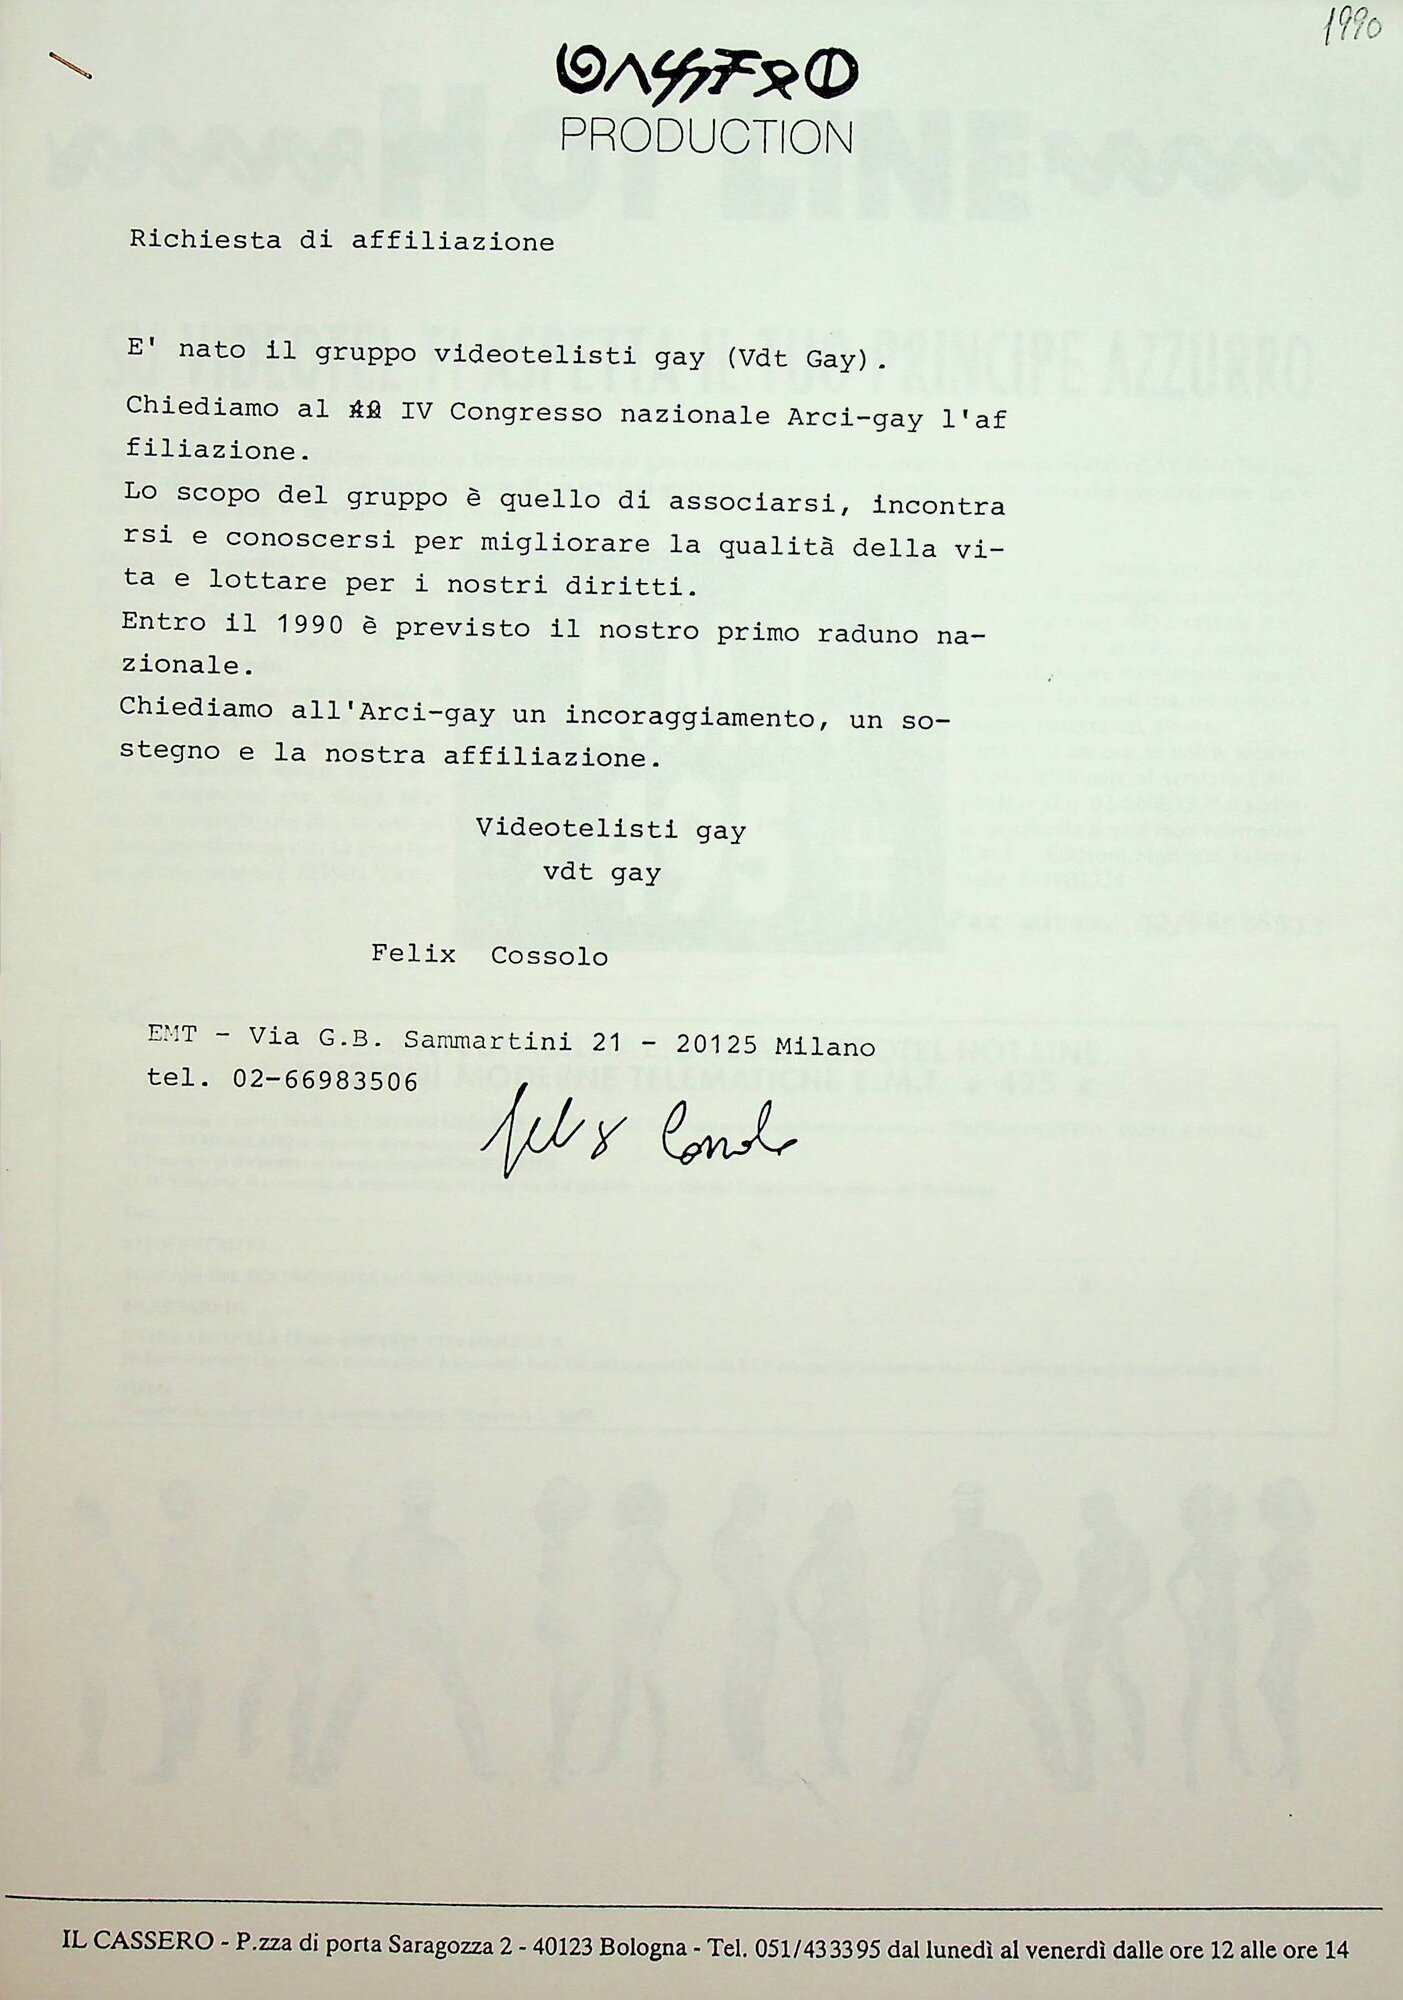 1990
CASSERO
PRODUCTION
Richiesta di affiliazione
E' nato il gruppo videotelisti gay (Vdt Gay).
Chiediamo al IV Congresso nazionale Arci-gay l'af
filiazione.
Lo scopo del gruppo è quello di associarsi, incontra
rsi e conoscersi per migliorare la qualità della vi-
ta e lottare per i nostri diritti.
Entro il 1990 è previsto il nostro primo raduno na-
zionale.
Chiediamo all'Arci-gay un incoraggiamento, un so-
stegno e la nostra affiliazione.
Videotelisti gay
vdt gay
Felix Cossolo
EMT - Via G.B. Sammartini 21 - 20125 Milano
tel. 02-66983506
Felix Cossolo
IL CASSERO - P.zza di porta Saragozza 2 - 40123 Bologna - Tel. 051/433395 dal lunedì al venerdì dalle ore 12 alle ore 14